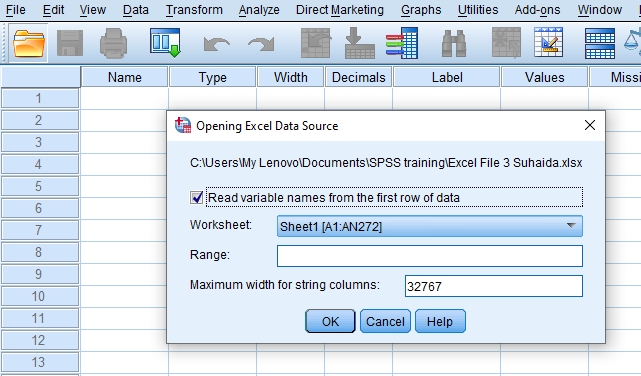 File Edit View Data Transform Analyze Direct Marketing Graphs Utilities Add-ons Window
Name Type Width Decimals Label Values Missi
1
2
3
4
5
6
7
8
9
10
11
12
13
Opening Excel Data Source
C:\Users\My Lenovo\Documents\SPSS training\Excel File 3 Suhaida.xlsx
Read variable names from the first row of data
Worksheet: Sheet1 [A1:AN272]
Range:
Maximum width for string columns: 32767
OK Cancel Help